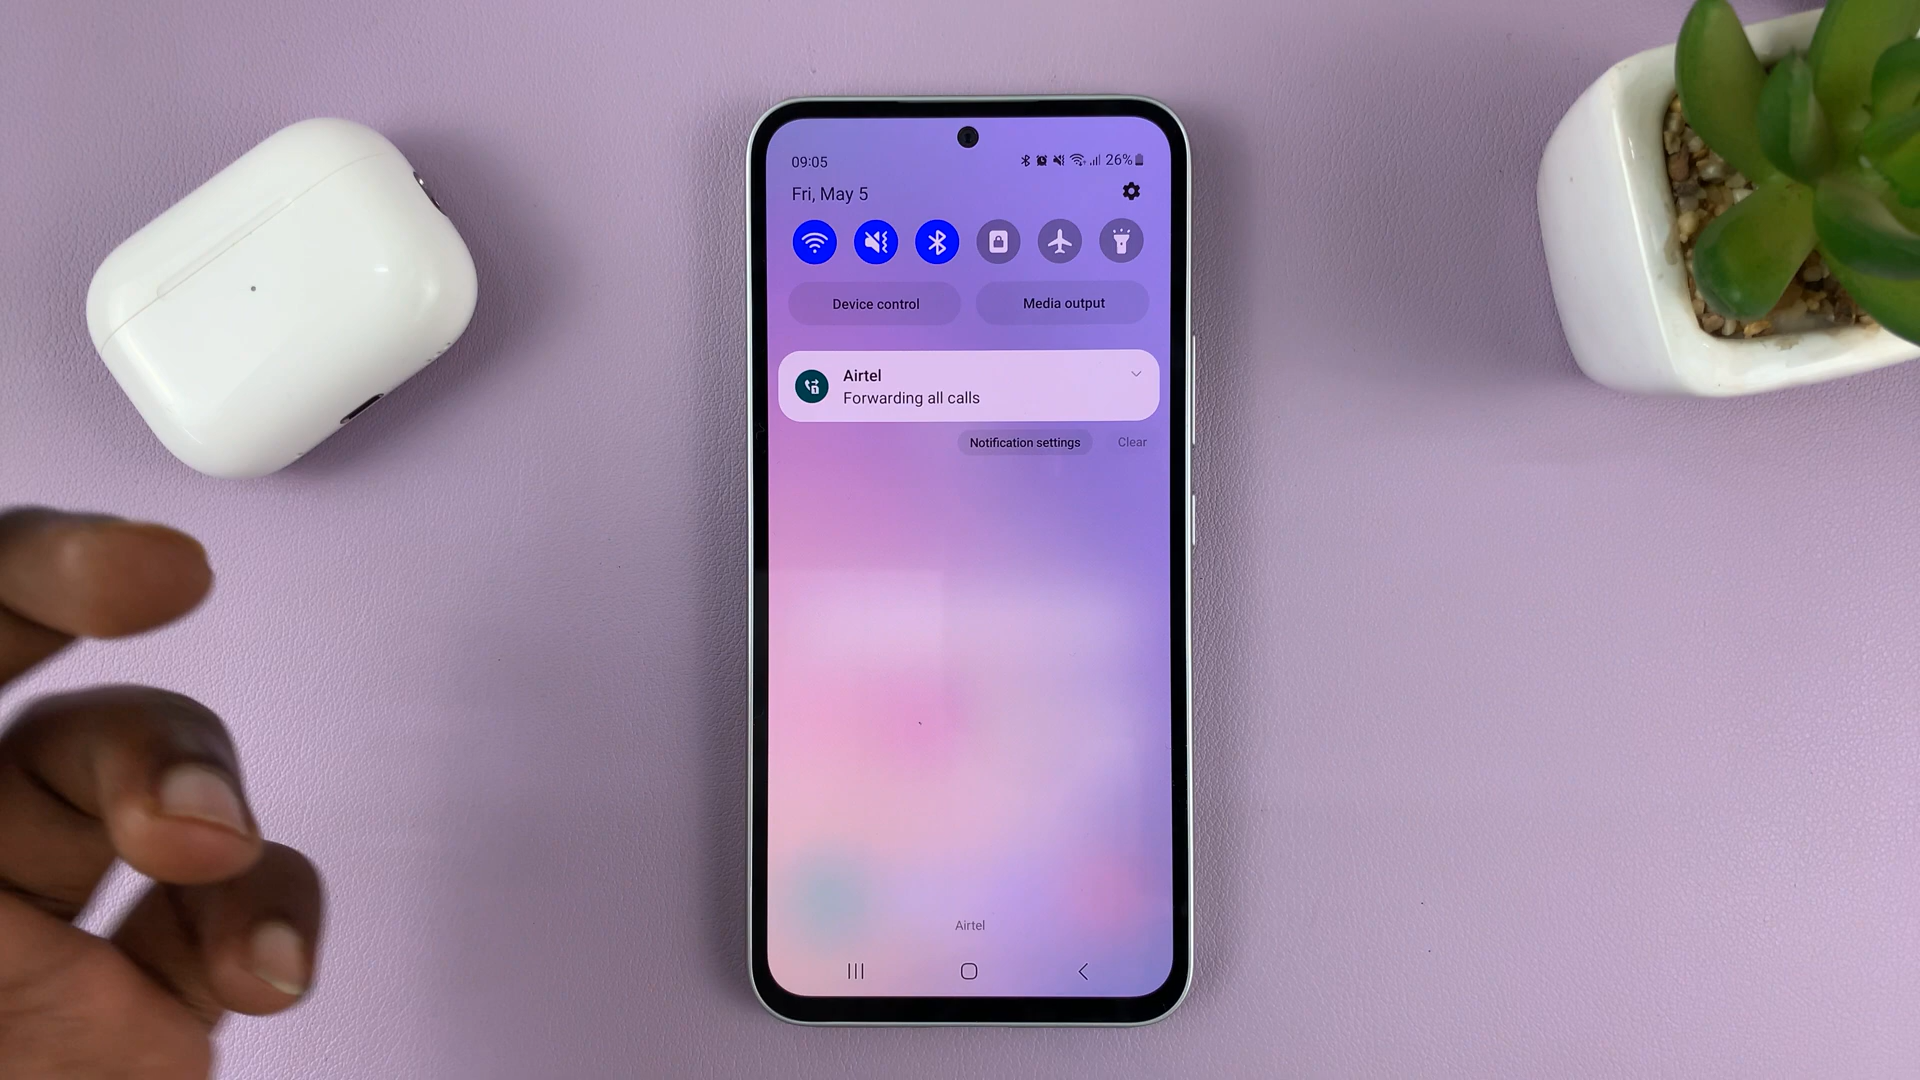 09:05 26%
Fri, May 5
Device control Media output
Airtel
Forwarding all calls
Notification settings Clear
Airtel